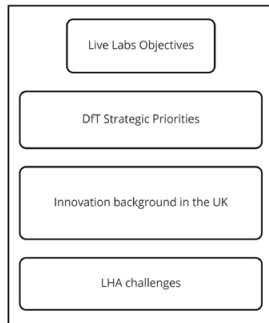 Live Labs Objectives
DfT Strategic Priorities
Innovation background in the UK
LHA challenges